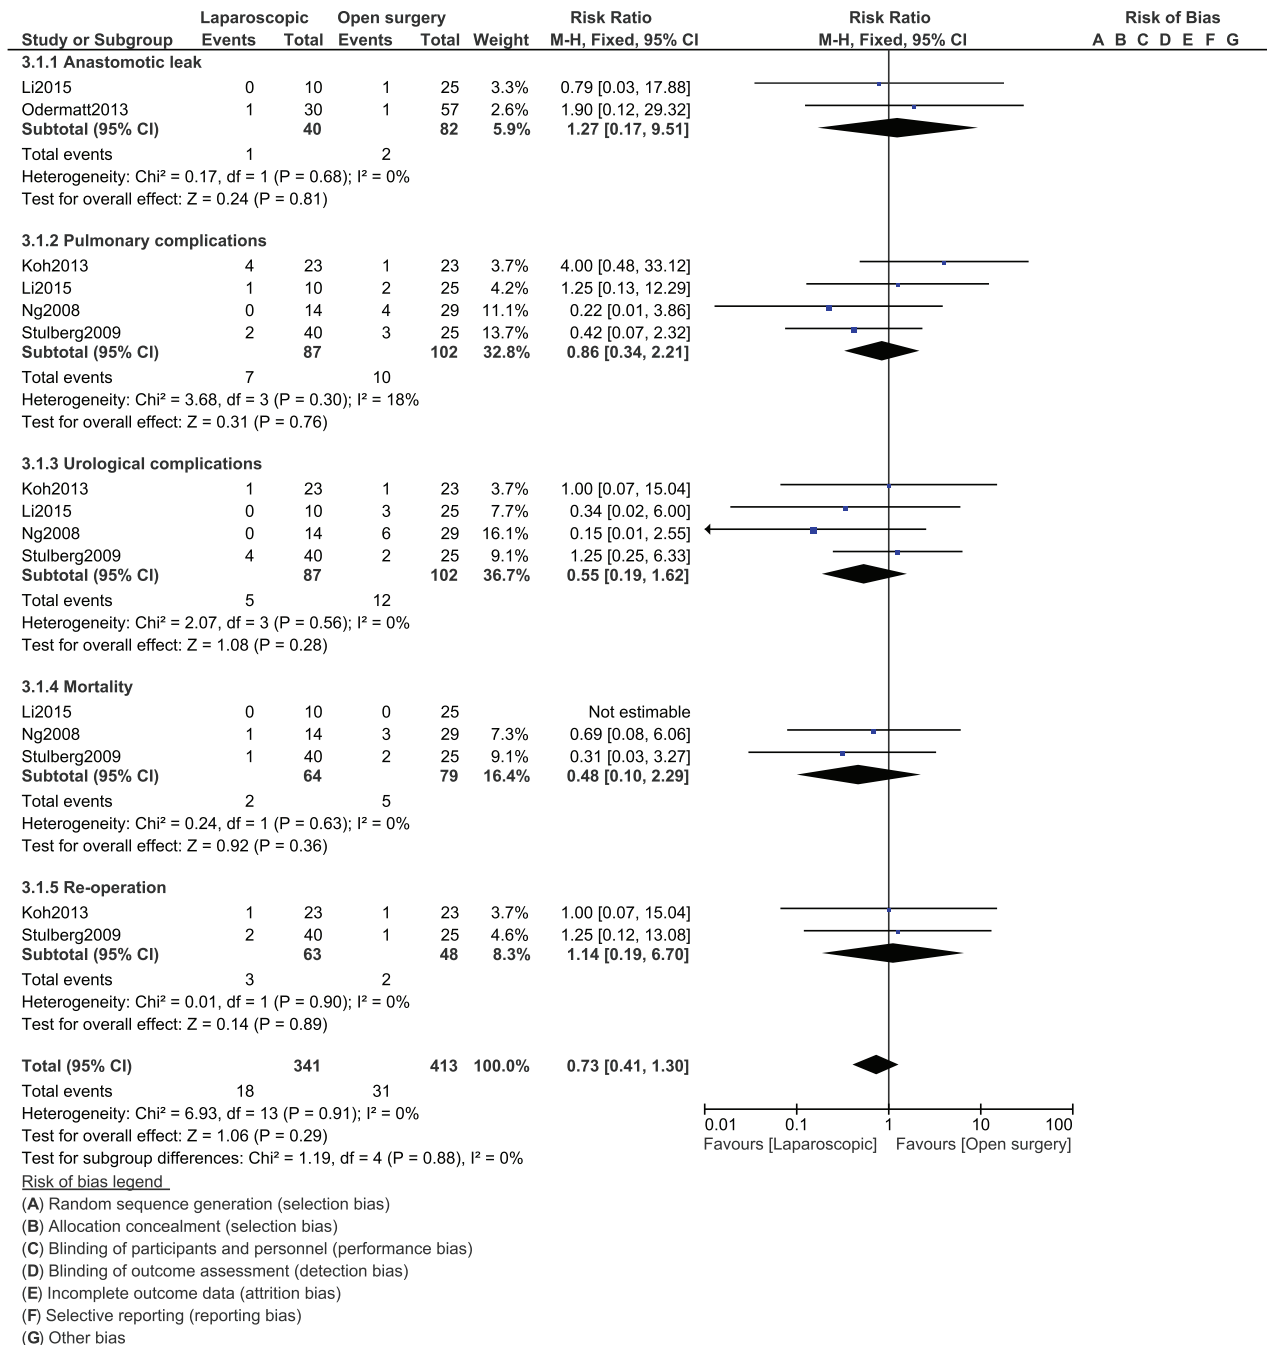 Laparoscopic Open surgery Risk Ratio Risk Ratio Risk of Bias
Study or Subgroup Events Total Events Total Weight M-H, Fixed, 95% CI M-H, Fixed, 95% CI A B C D E F G
3.1.1 Anastomotic leak
Li2015 0 10 1 25 3.3% 0.79 [0.03, 17.88]
Odermatt2013 1 30 1 57 2.6% 1.90 [0.12, 29.32]
Subtotal (95% CI) 40 82 5.9% 1.27 [0.17, 9.51]
Total events 1 2
Heterogeneity: Chi² = 0.17, df = 1 (P = 0.68); I² = 0%
Test for overall effect: Z = 0.24 (P = 0.81)
3.1.2 Pulmonary complications
Koh2013 4 23 1 23 3.7% 4.00 [0.48, 33.12]
Li2015 1 10 2 25 4.2% 1.25 [0.13, 12.29]
Ng2008 0 14 4 29 11.1% 0.22 [0.01, 3.86]
Stulberg2009 2 40 3 25 13.7% 0.42 [0.07, 2.32]
Subtotal (95% CI) 87 102 32.8% 0.86 [0.34, 2.21]
Total events 7 10
Heterogeneity: Chi² = 3.68, df = 3 (P = 0.30); I² = 18%
Test for overall effect: Z = 0.31 (P = 0.76)
3.1.3 Urological complications
Koh2013 1 23 1 23 3.7% 1.00 [0.07, 15.04]
Li2015 0 10 3 25 7.7% 0.34 [0.02, 6.00]
Ng2008 0 14 6 29 16.1% 0.15 [0.01, 2.55]
Stulberg2009 4 40 2 25 9.1% 1.25 [0.25, 6.33]
Subtotal (95% CI) 87 102 36.7% 0.55 [0.19, 1.62]
Total events 5 12
Heterogeneity: Chi² = 2.07, df = 3 (P = 0.56); I² = 0%
Test for overall effect: Z = 1.08 (P = 0.28)
3.1.4 Mortality
Li2015 0 10 0 25 Not estimable
Ng2008 1 14 3 29 7.3% 0.69 [0.08, 6.06]
Stulberg2009 1 40 2 25 9.1% 0.31 [0.03, 3.27]
Subtotal (95% CI) 64 79 16.4% 0.48 [0.10, 2.29]
Total events 2 5
Heterogeneity: Chi² = 0.24, df = 1 (P = 0.63); I² = 0%
Test for overall effect: Z = 0.92 (P = 0.36)
3.1.5 Re-operation
Koh2013 1 23 1 23 3.7% 1.00 [0.07, 15.04]
Stulberg2009 2 40 1 25 4.6% 1.25 [0.12, 13.08]
Subtotal (95% CI) 63 48 8.3% 1.14 [0.19, 6.70]
Total events 3 2
Heterogeneity: Chi² = 0.01, df = 1 (P = 0.90); I² = 0%
Test for overall effect: Z = 0.14 (P = 0.89)
Total (95% CI) 341 413 100.0% 0.73 [0.41, 1.30]
Total events 18 31
Heterogeneity: Chi² = 6.93, df = 13 (P = 0.91); I² = 0%
Test for overall effect: Z = 1.06 (P = 0.29)
Test for subgroup differences: Chi² = 1.19, df = 4 (P = 0.88), I² = 0%
0.01 0.1 1 10 100
Favours [Laparoscopic] Favours [Open surgery]
Risk of bias legend
(A) Random sequence generation (selection bias)
(B) Allocation concealment (selection bias)
(C) Blinding of participants and personnel (performance bias)
(D) Blinding of outcome assessment (detection bias)
(E) Incomplete outcome data (attrition bias)
(F) Selective reporting (reporting bias)
(G) Other bias